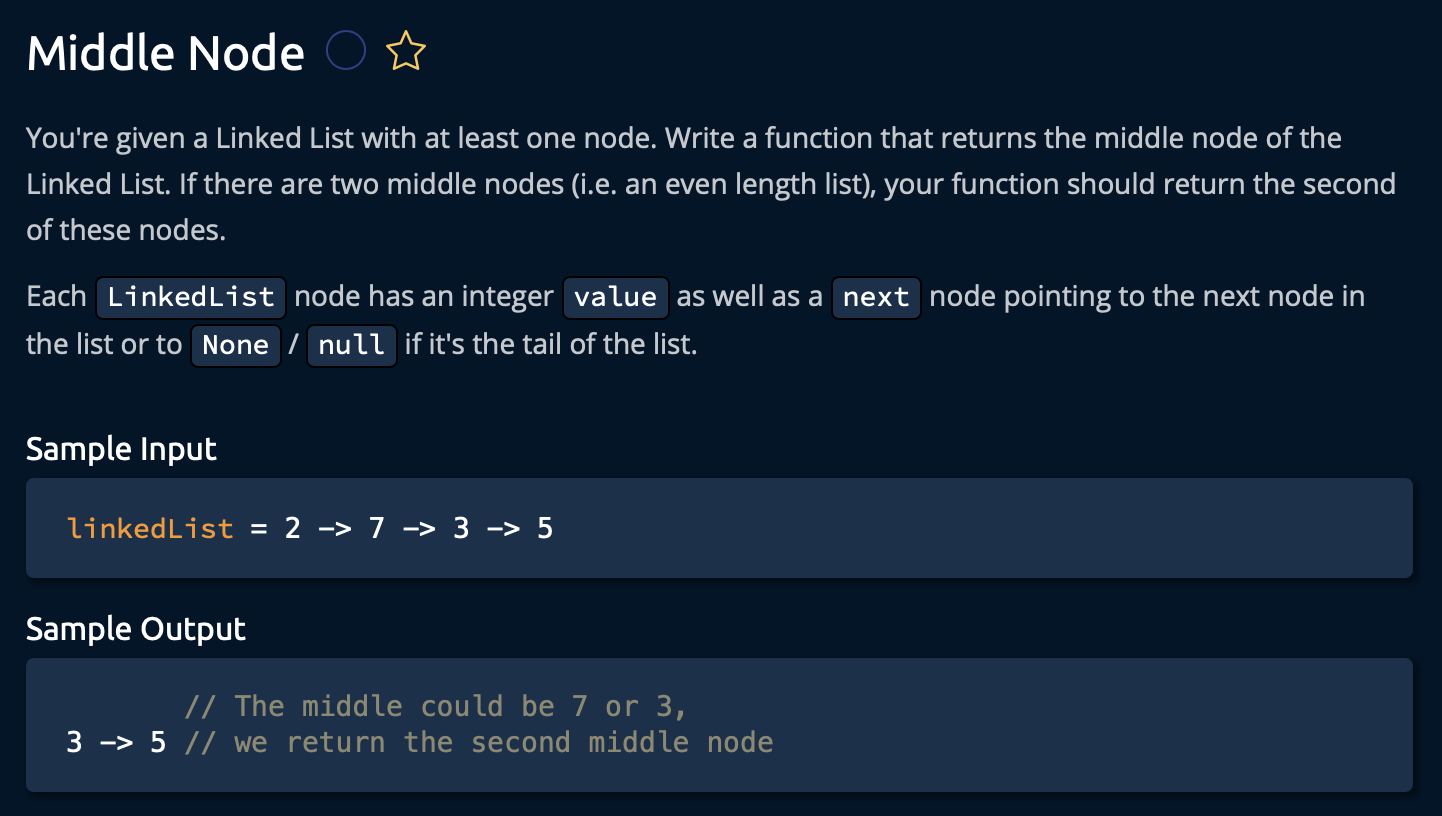 Middle Node
You're given a Linked List with at least one node. Write a function that returns the middle node of the
Linked List. If there are two middle nodes (i.e. an even length list), your function should return the second
of these nodes.
Each LinkedList node has an integer value as well as a next node pointing to the next node in
the list or to None / null if it's the tail of the list.
Sample Input
linkedList = 2 -> 7 -> 3 -> 5
Sample Output
// The middle could be 7 or 3,
3 -> 5 // we return the second middle node